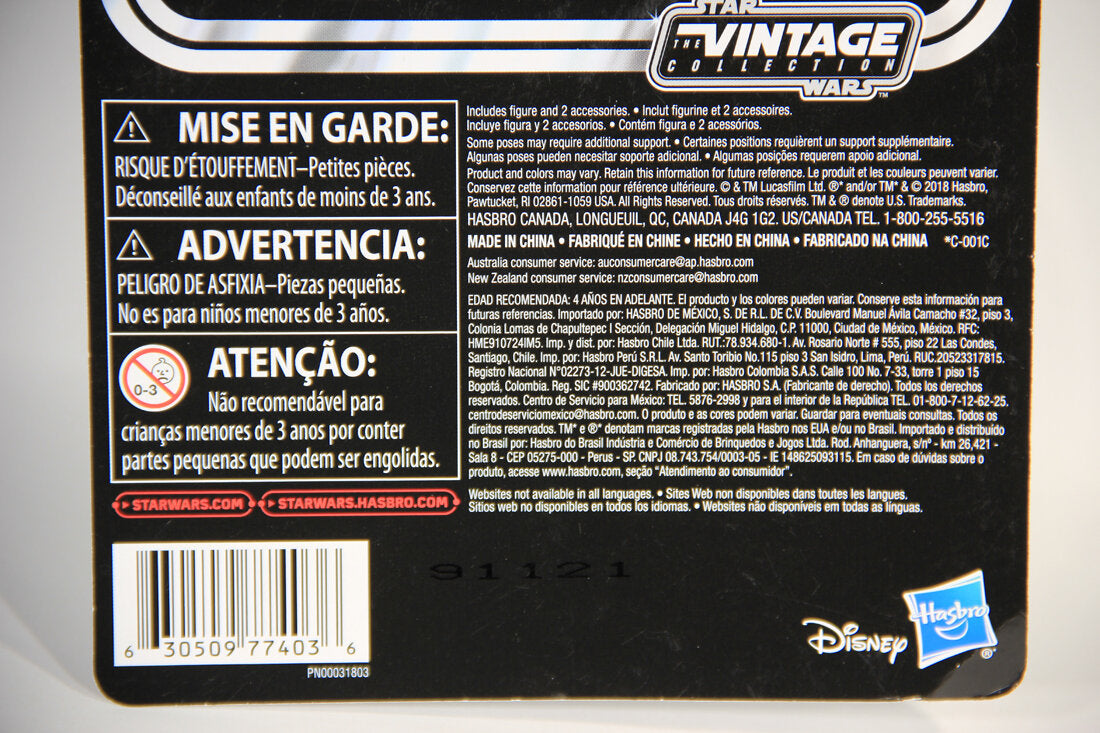 STAR
THE VINTAGE
COLLECTION
WARS™
MISE EN GARDE:
RISQUE D'ÉTOUFFEMENT–Petites pièces.
Déconseillé aux enfants de moins de 3 ans.
ADVERTENCIA:
PELIGRO DE ASFIXIA–Piezas pequeñas.
No es para niños menores de 3 años.
0-3
ATENÇÃO:
Não recomendável para
crianças menores de 3 anos por conter
partes pequenas que podem ser engolidas.
STARWARS.COM
STARWARS.HASBRO.COM
Includes figure and 2 accessories. • Inclut figurine et 2 accessoires.
Incluye figura y 2 accesorios. • Contém figura e 2 acessórios.
Some poses may require additional support. • Certaines positions requièrent un support supplémentaire.
Algunas poses pueden necesitar soporte adicional. • Algumas posições requerem apoio adicional.
Product and colors may vary. Retain this information for future reference. Le produit et les couleurs peuvent varier.
Conservez cette information pour référence ultérieure. © & TM Lucasfilm Ltd. ®* and/or TM* & © 2018 Hasbro,
Pawtucket, RI 02861-1059 USA. All Rights Reserved. Tous droits réservés. TM & ® denote U.S. Trademarks.
HASBRO CANADA, LONGUEUIL, QC, CANADA J4G 1G2. US/CANADA TEL. 1-800-255-5516
MADE IN CHINA • FABRIQUÉ EN CHINE • HECHO EN CHINA • FABRICADO NA CHINA *C-001C
Australia consumer service: auconsumercare@ap.hasbro.com
New Zealand consumer service: nzconsumercare@hasbro.com
EDAD RECOMENDADA: 4 AÑOS EN ADELANTE. El producto y los colores pueden variar. Conserve esta información para
futuras referencias. Importado por: HASBRO DE MÉXICO, S. DE R.L. DE C.V. Boulevard Manuel Ávila Camacho #32, piso 3,
Colonia Lomas de Chapultepec I Sección, Delegación Miguel Hidalgo, C.P. 11000, Ciudad de México, México. RFC:
HME910724IM5. Imp. y dist. por: Hasbro Chile Ltda. RUT.:78.934.680-1. Av. Rosario Norte # 555, piso 22 Las Condes,
Santiago, Chile. Imp. por: Hasbro Perú S.R.L. Av. Santo Toribio No.115 piso 3 San Isidro, Lima, Perú. RUC.20523317815.
Registro Nacional N°02273-12-JUE-DIGESA. Imp. por: Hasbro Colombia S.A.S. Calle 100 No. 7-33, torre 1 piso 15
Bogotá, Colombia. Reg. SIC #900362742. Fabricado por: HASBRO S.A. (Fabricante de derecho). Todos los derechos
reservados. Centro de Servicio para México: TEL. 5876-2998 y para el interior de la República TEL. 01-800-7-12-62-25.
centrodeserviciomexico@hasbro.com. O produto e as cores podem variar. Guardar para eventuais consultas. Todos os
direitos reservados. TM* e ®* denotam marcas registradas pela Hasbro nos EUA e/ou no Brasil. Importado e distribuído
no Brasil por: Hasbro do Brasil Indústria e Comércio de Brinquedos e Jogos Ltda. Rod. Anhanguera, s/nº - km 26,421 -
Sala 8 - CEP 05275-000 - Perus - SP. CNPJ 08.743.754/0003-05 - IE 148625093115. Em caso de dúvidas sobre o
produto, acesse www.hasbro.com, seção "Atendimento ao consumidor".
Websites not available in all languages. • Sites Web non disponibles dans toutes les langues.
Sitios web no disponibles en todos los idiomas. • Websites não disponíveis em todas as línguas.
91121
6 30509 77403 6
PN00031803
Disney
Hasbro®